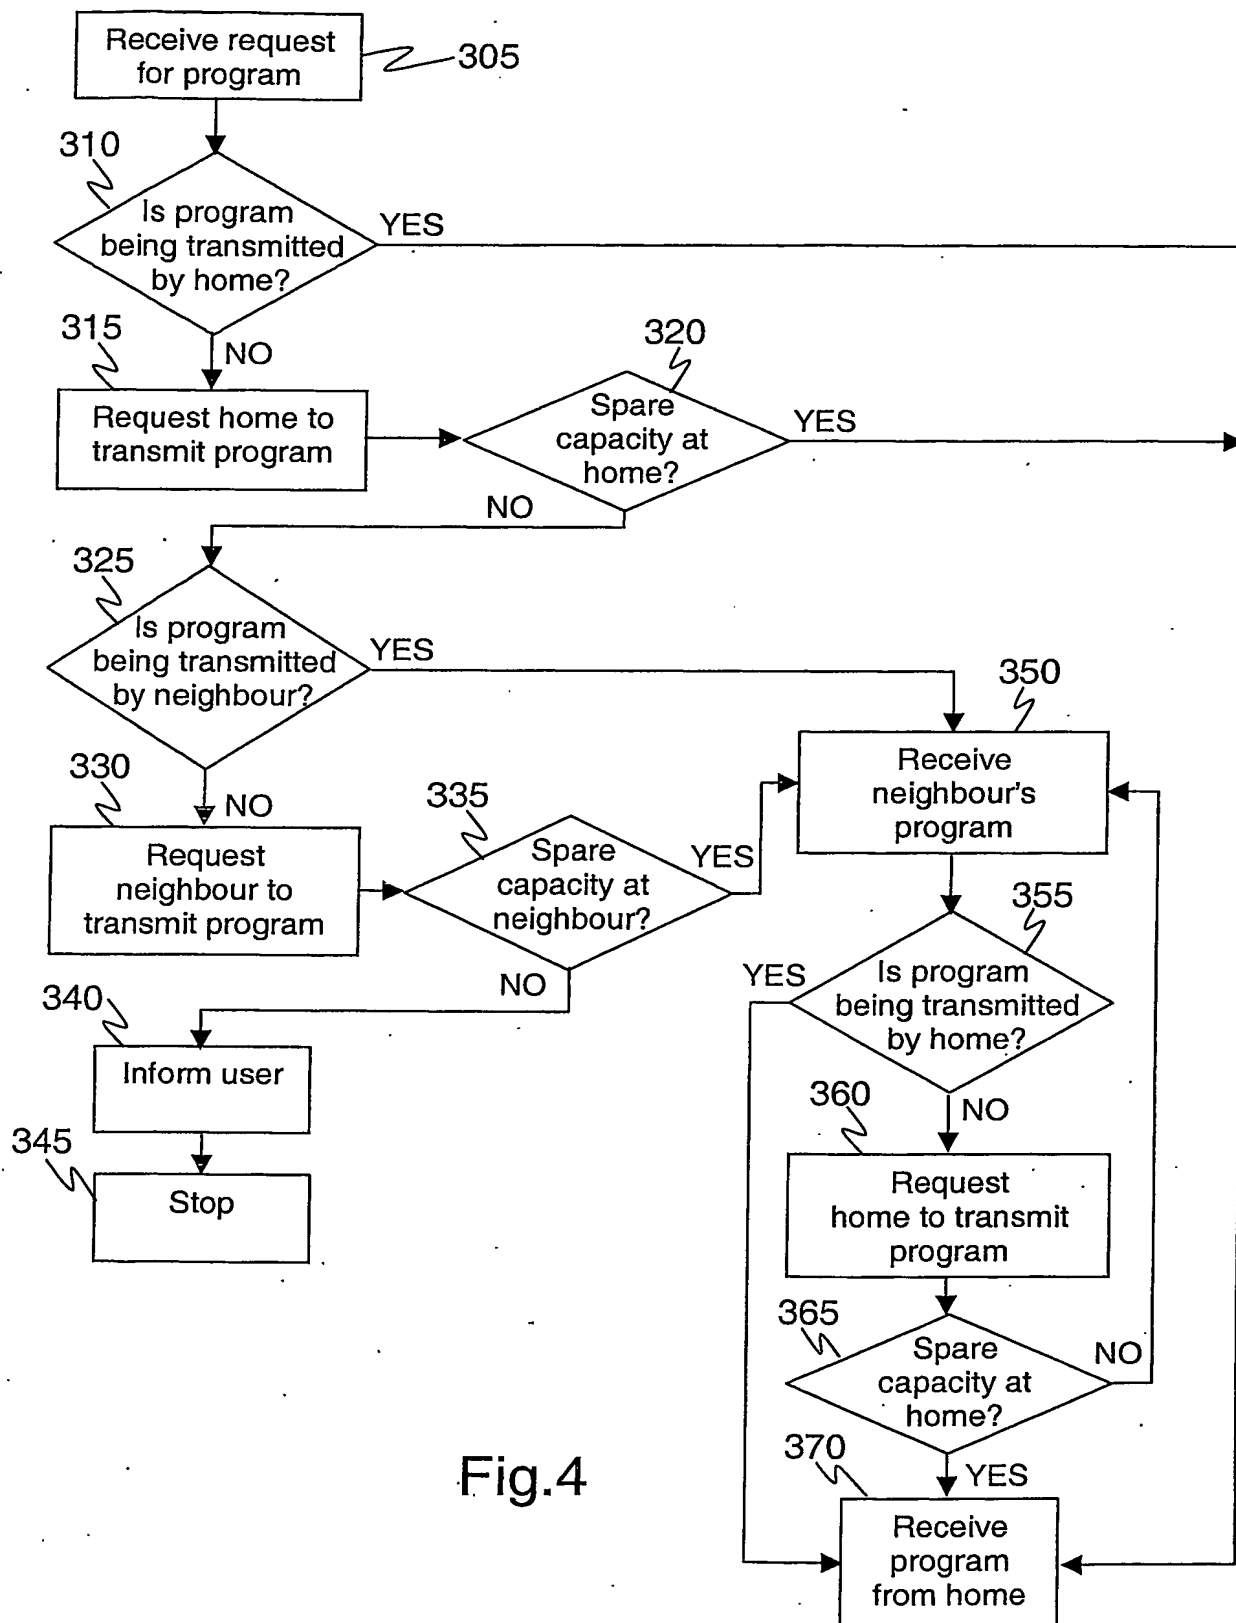 Receive request
for program
305
310
Is program
being transmitted
by home?
YES
NO
315
Request home to
transmit program
320
Spare
capacity at
home?
YES
NO
325
Is program
being transmitted
by neighbour?
YES
NO
330
Request
neighbour to
transmit program
335
Spare
capacity at
neighbour?
YES
NO
340
Inform user
345
Stop
350
Receive
neighbour's
program
355
Is program
being transmitted
by home?
YES
NO
360
Request
home to transmit
program
365
Spare
capacity at
home?
NO
YES
370
Receive
program
from home
Fig.4